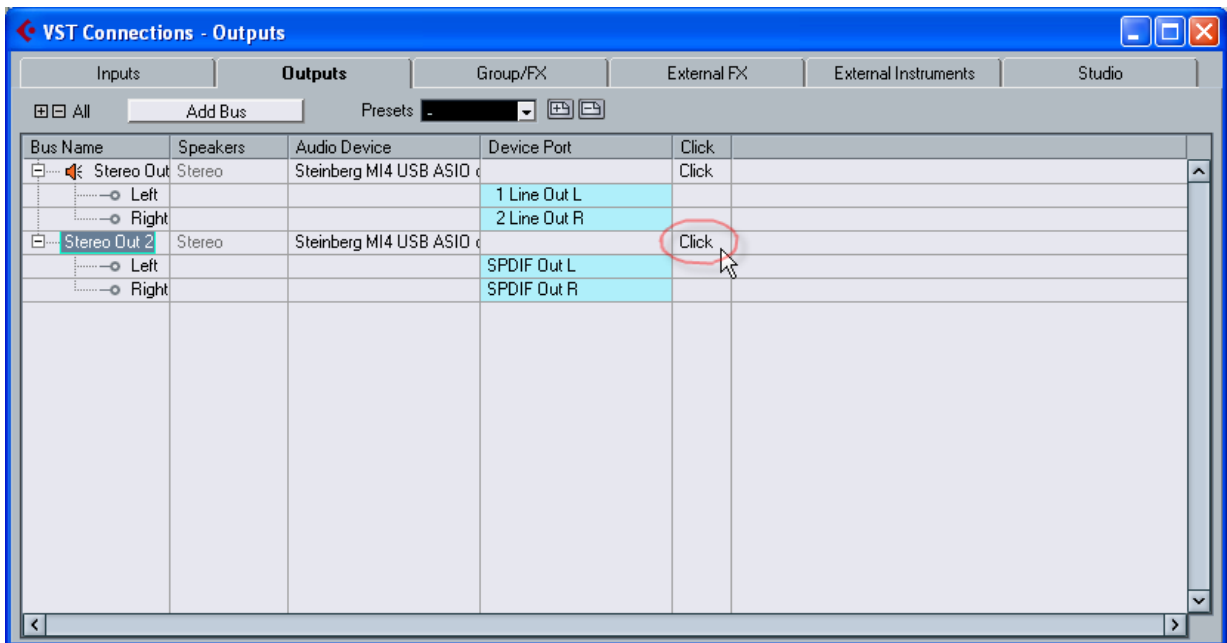 VST Connections - Outputs
Inputs Outputs Group/FX External FX External Instruments Studio
All Add Bus Presets -
Bus Name Speakers Audio Device Device Port Click
Stereo Out Stereo Steinberg MI4 USB ASIO Click
Left 1 Line Out L
Right 2 Line Out R
Stereo Out 2 Stereo Steinberg MI4 USB ASIO Click
Left SPDIF Out L
Right SPDIF Out R